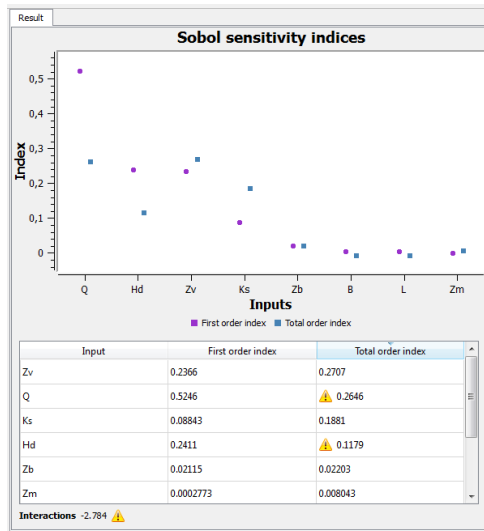 Result
Sobol sensitivity indices
0,5
0,4
0,3
0,2
0,1
0
Index
Q Hd Zv Ks Zb B L Zm
Inputs
First order index Total order index
Input First order index Total order index
Zv 0.2366 0.2707
Q 0.5246 0.2646
Ks 0.08843 0.1881
Hd 0.2411 0.1179
Zb 0.02115 0.02203
Zm 0.0002773 0.008043
Interactions -2.784